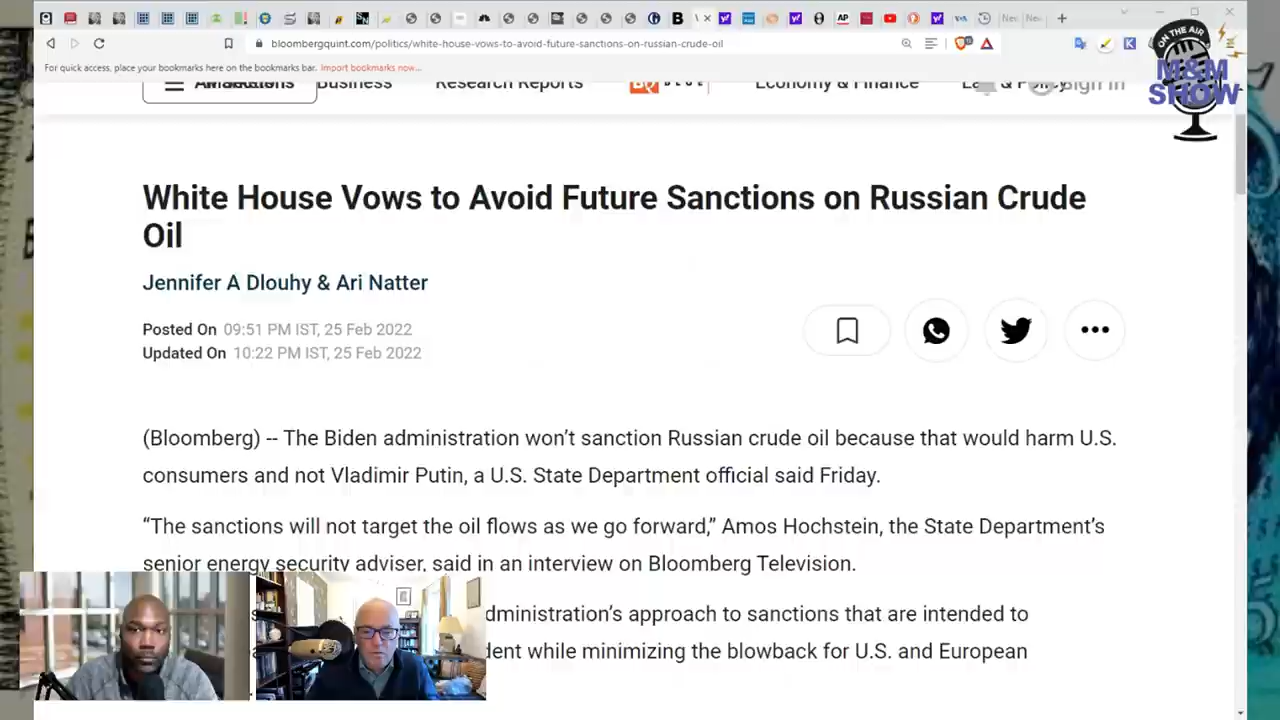 AP
bloombergquint.com/politics/white-house-vows-to-avoid-future-sanctions-on-russian-crude-oil
For quick access, place your bookmarks here on the bookmarks bar. Import bookmarks now...
ON THE AIR
M&M
SHOW
Business Research Reports Economy & Finance & Policy Sign In
White House Vows to Avoid Future Sanctions on Russian Crude
Oil
Jennifer A Dlouhy & Ari Natter
Posted On 09:51 PM IST, 25 Feb 2022
Updated On 10:22 PM IST, 25 Feb 2022
(Bloomberg) -- The Biden administration won’t sanction Russian crude oil because that would harm U.S.
consumers and not Vladimir Putin, a U.S. State Department official said Friday.
“The sanctions will not target the oil flows as we go forward,” Amos Hochstein, the State Department’s
senior energy security adviser, said in an interview on Bloomberg Television.
dministration’s approach to sanctions that are intended to
dent while minimizing the blowback for U.S. and European